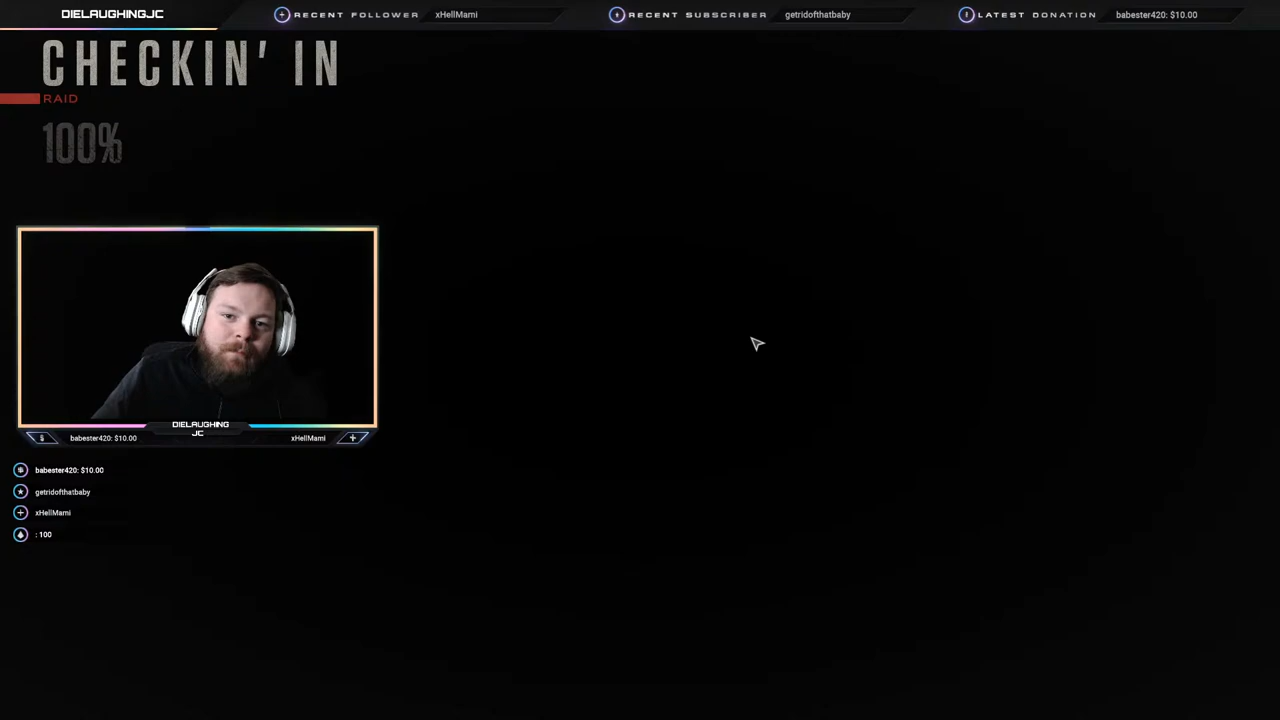 DIELAUGHINGJC
RECENT FOLLOWER xHellMami
RECENT SUBSCRIBER getridofthatbaby
LATEST DONATION babester420: $10.00
CHECKIN' IN
RAID
100%
DIELAUGHING
JC
babester420: $10.00
xHellMami
babester420: $10.00
getridofthatbaby
xHellMami
: 100